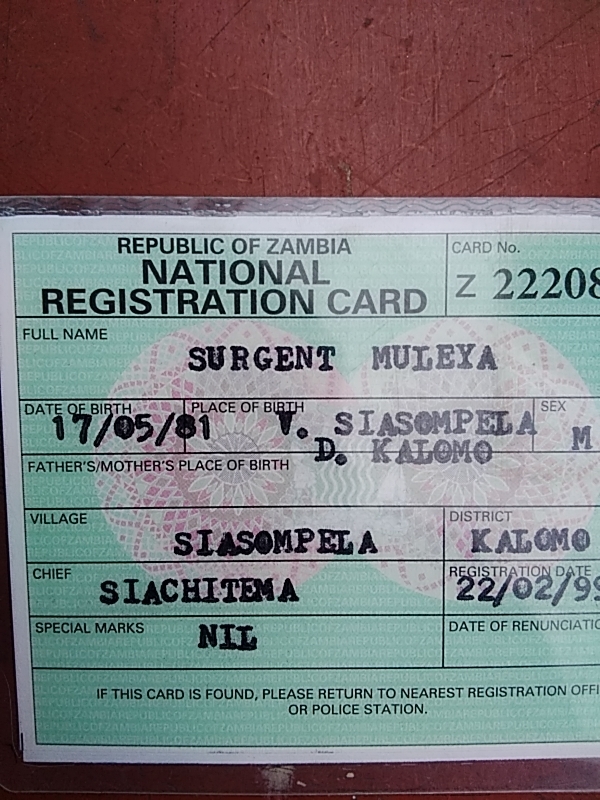 REPUBLIC OF ZAMBIA
NATIONAL
REGISTRATION CARD
CARD No.
Z 22208
FULL NAME
SURGENT MULEYA
DATE OF BIRTH
17/05/81
PLACE OF BIRTH
V. SIASOMPELA
D. KALOMO
SEX
M
FATHER'S/MOTHER'S PLACE OF BIRTH
VILLAGE
SIASOMPELA
DISTRICT
KALOMO
CHIEF
SIACHITEMA
REGISTRATION DATE
22/02/99
SPECIAL MARKS
NIL
DATE OF RENUNCIATIO
IF THIS CARD IS FOUND, PLEASE RETURN TO NEAREST REGISTRATION OFFI
OR POLICE STATION.